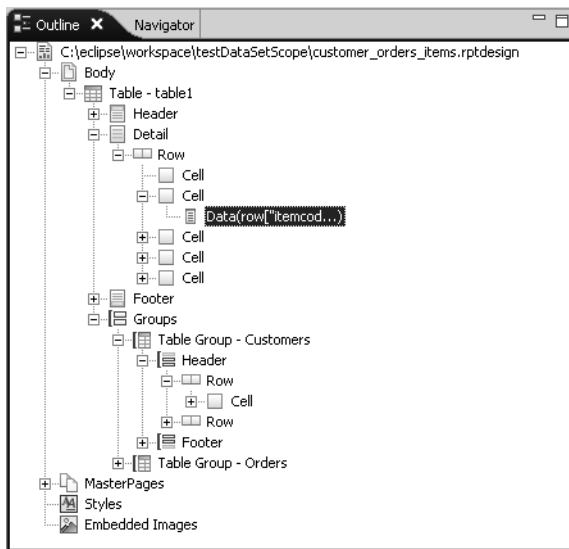 Outline Navigator
C:\eclipse\workspace\testDataSetScope\customer_orders_items.rptdesign
Body
Table - table1
Header
Detail
Row
Cell
Cell
Data(row["itemcod...)
Cell
Cell
Cell
Footer
Groups
Table Group - Customers
Header
Row
Cell
Row
Footer
Table Group - Orders
MasterPages
Styles
Embedded Images